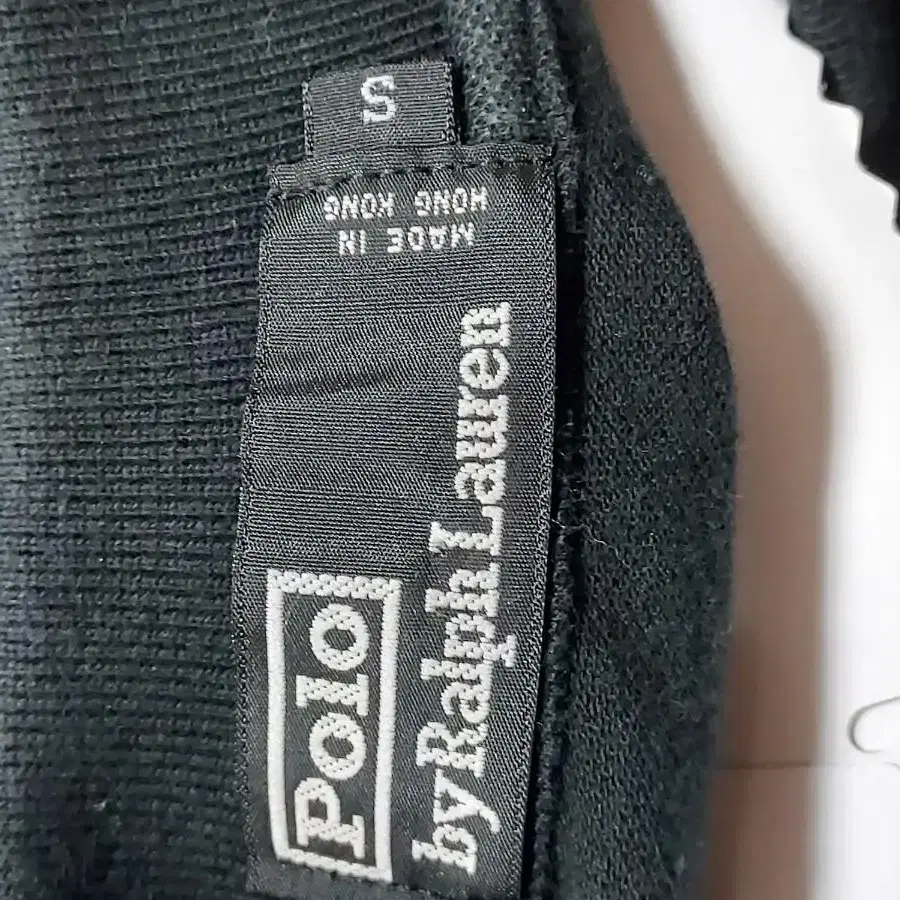 S
MADE IN
HONG KONG
Polo
by Ralph Lauren